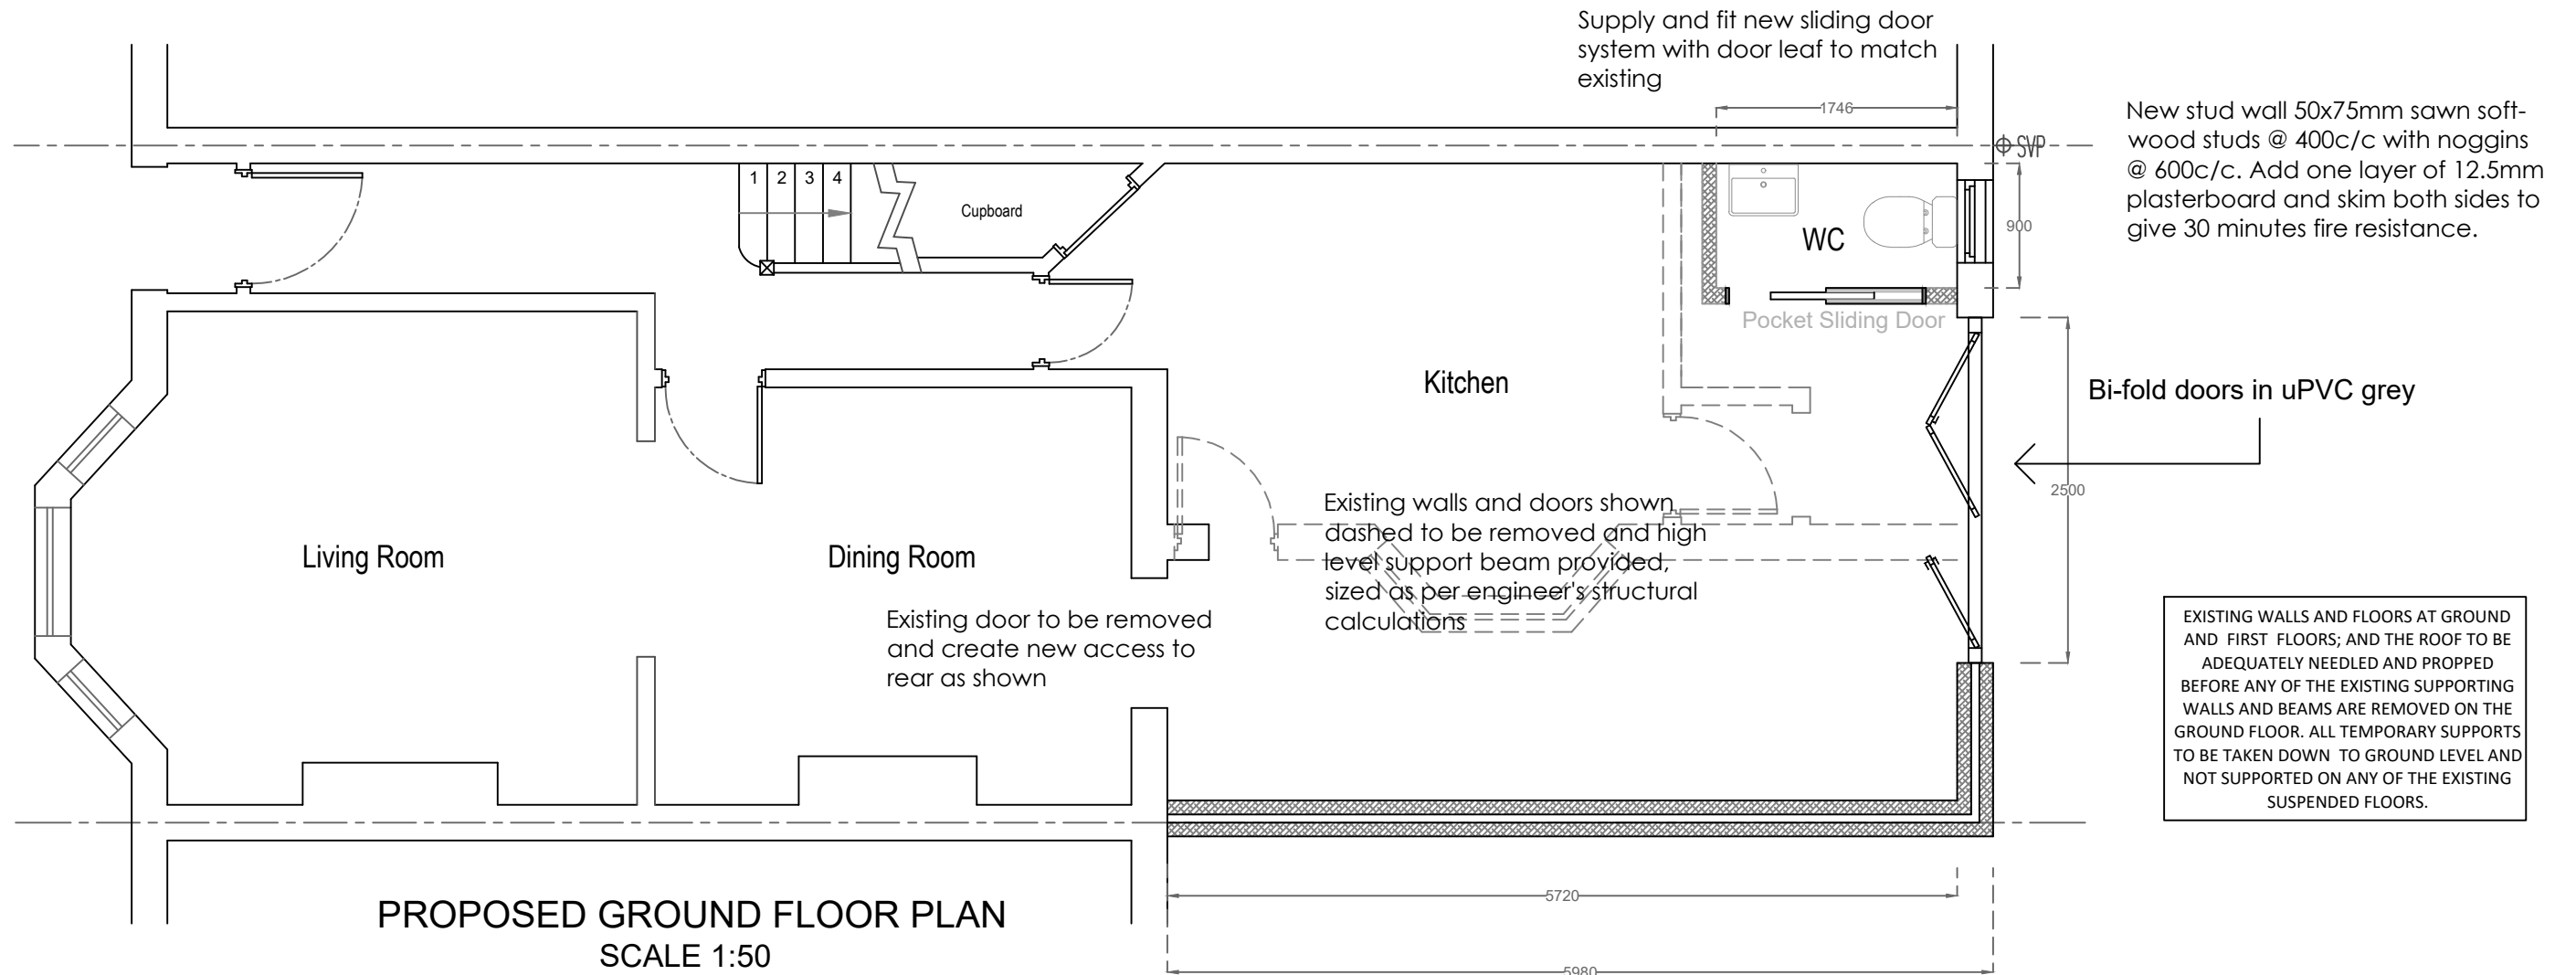 Supply and fit new sliding door
system with door leaf to match
existing
1746
New stud wall 50x75mm sawn soft-
wood studs @ 400c/c with noggins
@ 600c/c. Add one layer of 12.5mm
plasterboard and skim both sides to
give 30 minutes fire resistance.
SVP
1 2 3 4
Cupboard
WC
900
Pocket Sliding Door
Kitchen
Bi-fold doors in uPVC grey
2500
Living Room
Dining Room
Existing walls and doors shown
dashed to be removed and high
level support beam provided,
sized as per engineer's structural
calculations
Existing door to be removed
and create new access to
rear as shown
EXISTING WALLS AND FLOORS AT GROUND
AND FIRST FLOORS; AND THE ROOF TO BE
ADEQUATELY NEEDLED AND PROPPED
BEFORE ANY OF THE EXISTING SUPPORTING
WALLS AND BEAMS ARE REMOVED ON THE
GROUND FLOOR. ALL TEMPORARY SUPPORTS
TO BE TAKEN DOWN TO GROUND LEVEL AND
NOT SUPPORTED ON ANY OF THE EXISTING
SUSPENDED FLOORS.
5720
5980
PROPOSED GROUND FLOOR PLAN
SCALE 1:50